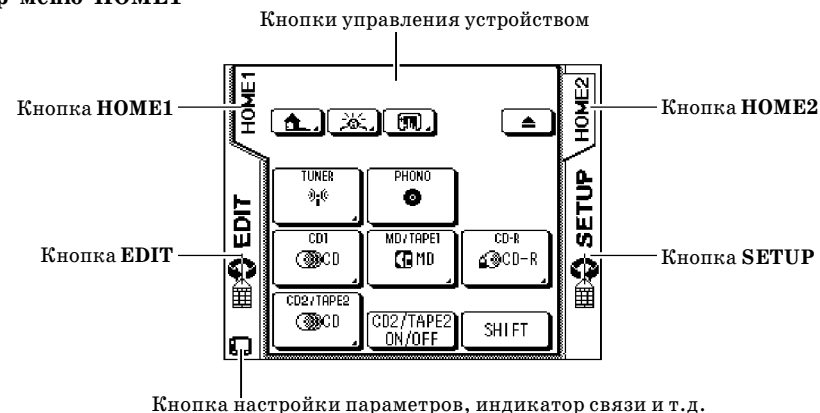 меню HOME1
Кнопки управления устройством
HOME1
HOME2
Кнопка HOME1
Кнопка HOME2
TUNER
PHONO
EDIT
SETUP
CD1
CD
MD/TAPE1
MD
CD-R
CD-R
Кнопка EDIT
Кнопка SETUP
CD2/TAPE2
CD
CD2/TAPE2
ON/OFF
SHIFT
Кнопка настройки параметров, индикатор связи и т.д.